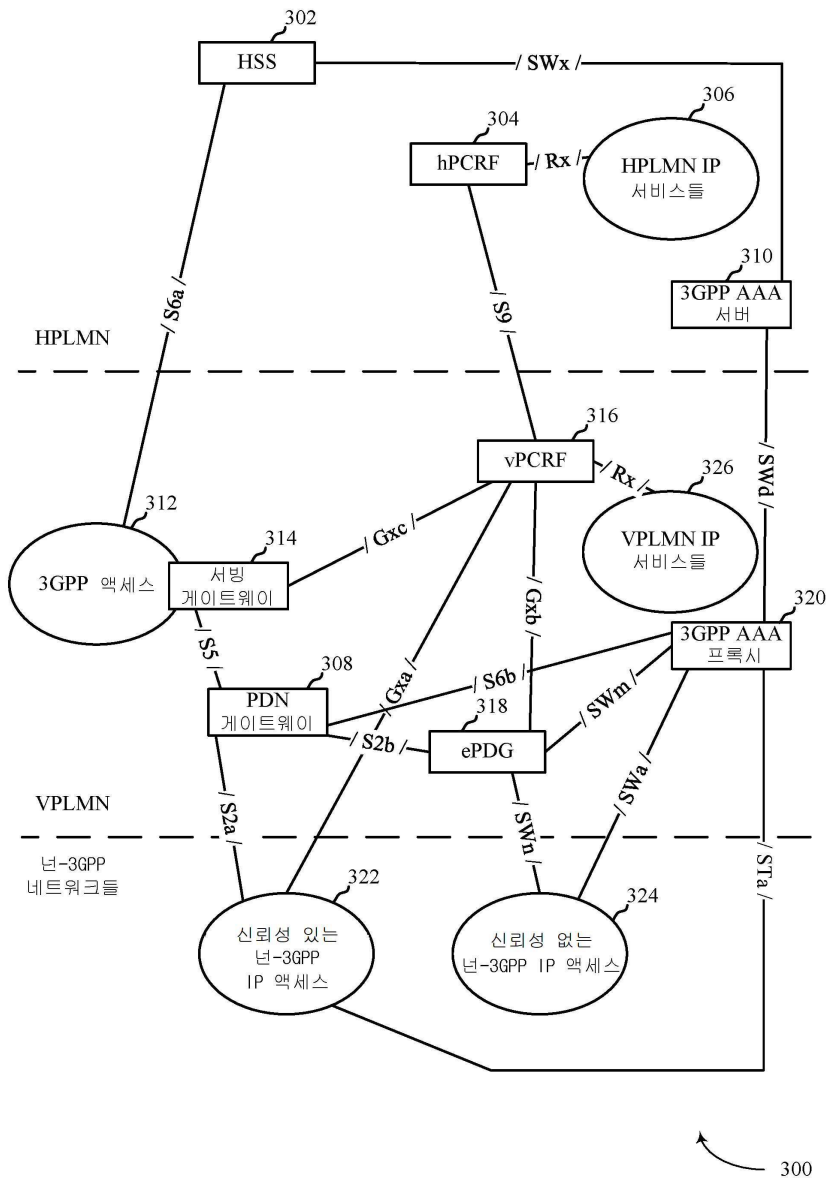 302
HSS
/ SWx /
306
304
hPCRF
/ Rx /
HPLMN IP
서비스들
310
3GPP AAA
서버
/ S6a /
/ S9 /
HPLMN
316
vPCRF
/ Rx /
326
/ SWd /
312
314
/ Gxc /
VPLMN IP
서비스들
3GPP 액세스
서빙
게이트웨이
/ Gxb /
320
3GPP AAA
프록시
/ S5 /
308
/ Gxa /
/ S6b /
PDN
게이트웨이
318
/ SWm /
/ S2b /
ePDG
/ SWa /
/ S2a /
/ SWn /
VPLMN
넌-3GPP
네트워크들
/ STa /
322
324
신뢰성 있는
넌-3GPP
IP 액세스
신뢰성 없는
넌-3GPP IP 액세스
300